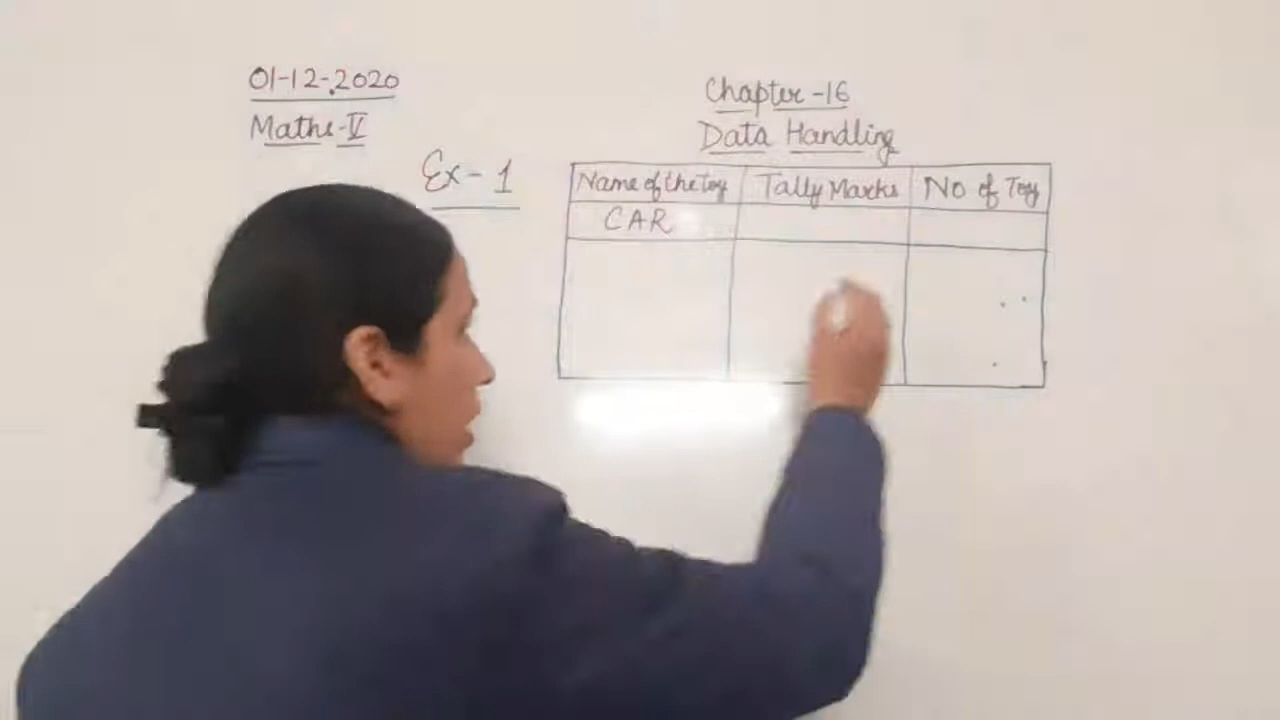 01-12-2020
Maths-V
Chapter-16
Data Handling
Ex-1
Name of the toy Tally Marks No of Toy
CAR